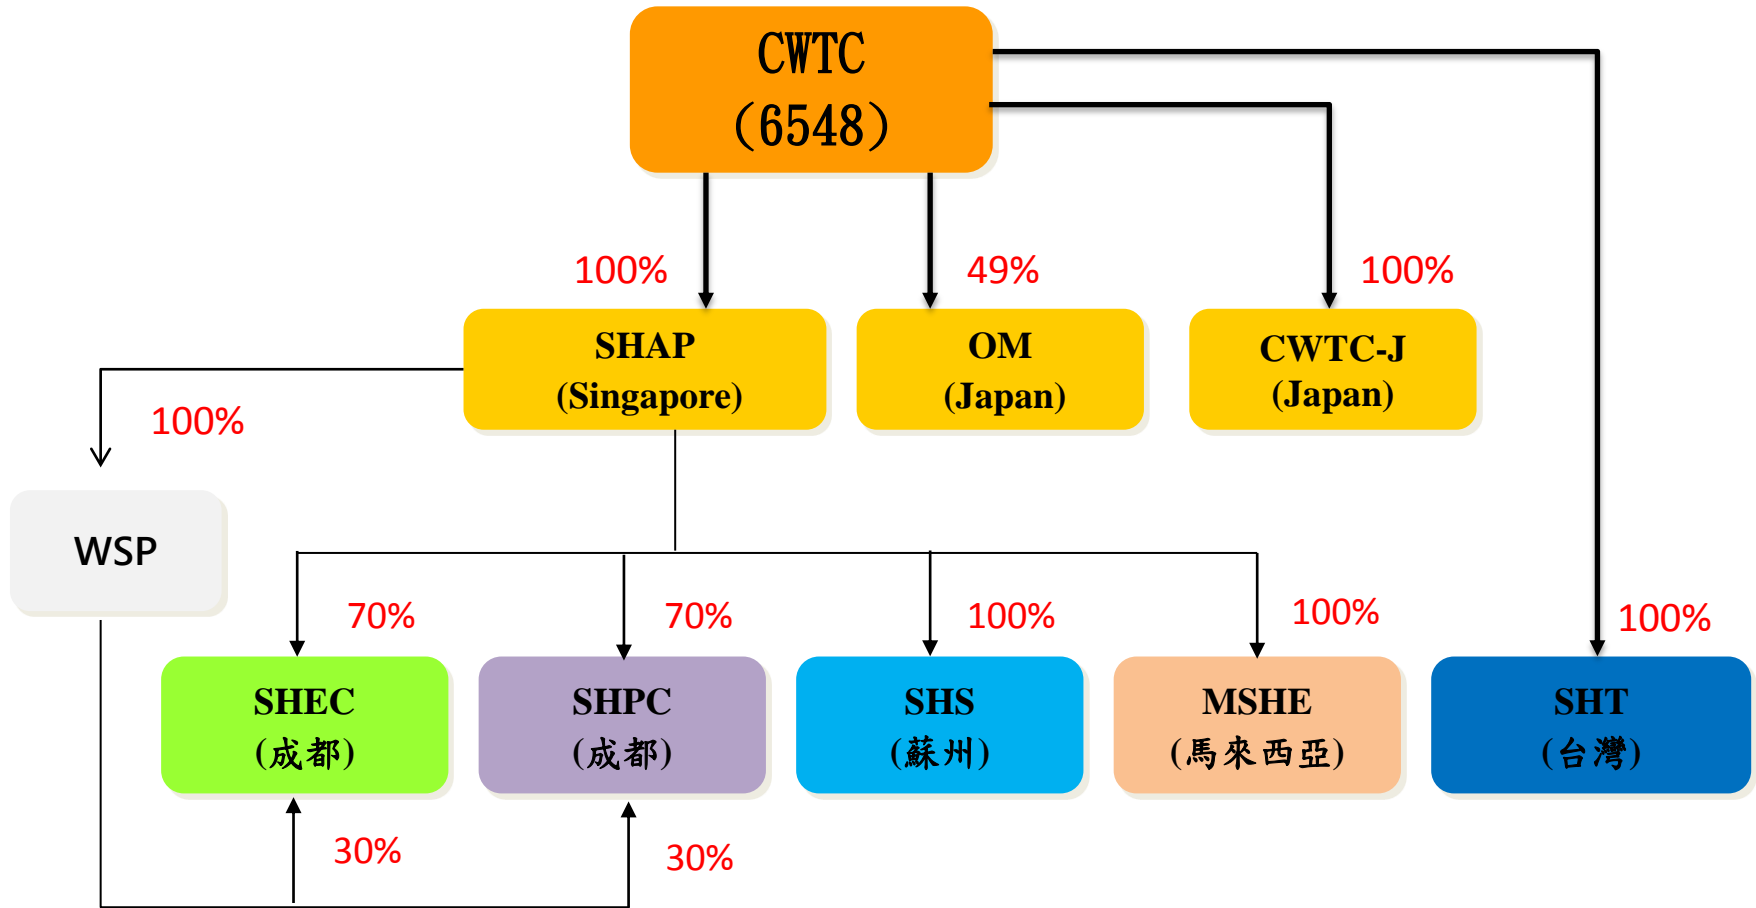 CWTC
(6548)
100%
49%
100%
SHAP
(Singapore)
OM
(Japan)
CWTC-J
(Japan)
100%
WSP
70%
70%
100%
100%
100%
SHEC
(成都)
SHPC
(成都)
SHS
(蘇州)
MSHE
(馬來西亞)
SHT
(台灣)
30%
30%